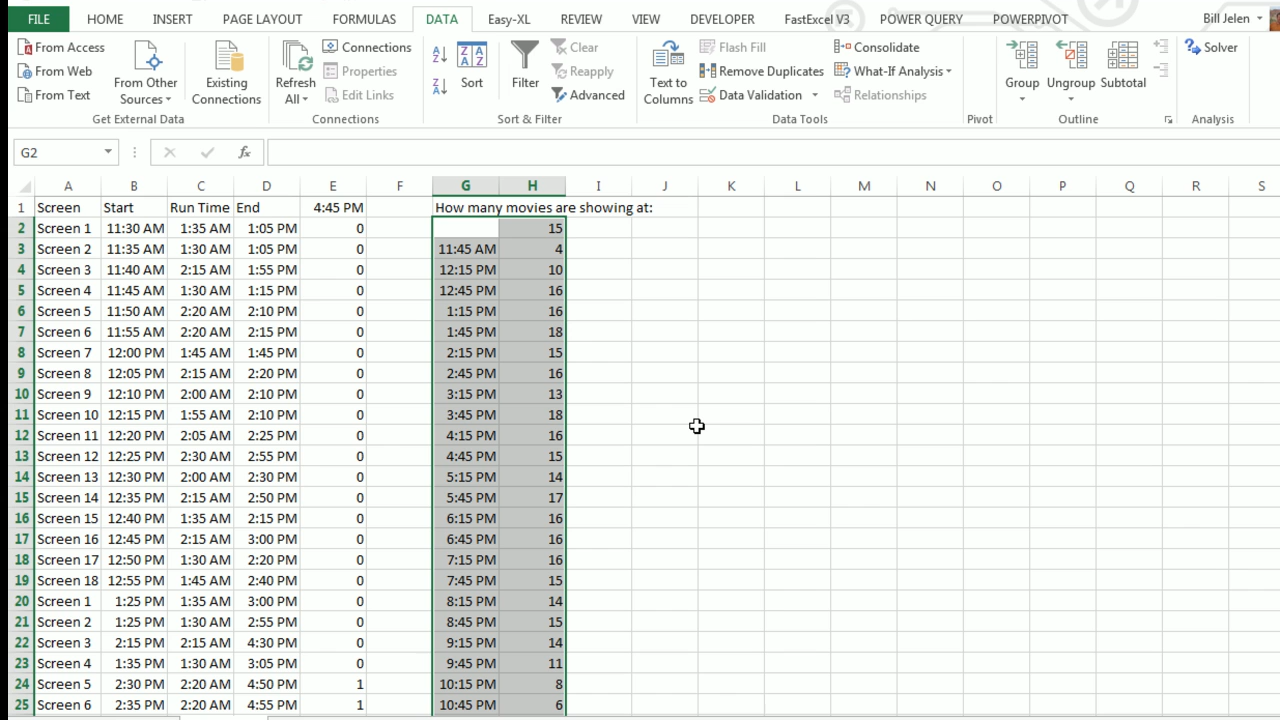 FILE HOME INSERT PAGE LAYOUT FORMULAS DATA Easy-XL REVIEW VIEW DEVELOPER FastExcel V3 POWER QUERY POWERPIVOT Bill Jelen
From Access
From Web
From Text
From Other
Sources
Existing
Connections
Get External Data
Refresh
All
Connections
Properties
Edit Links
Connections
Sort
Filter
Clear
Reapply
Advanced
Sort & Filter
Text to
Columns
Flash Fill
Remove Duplicates
Data Validation
Consolidate
What-If Analysis
Relationships
Data Tools
Pivot
Group
Ungroup
Subtotal
Outline
Solver
Analysis
G2 fx
A B C D E F G H I J K L M N O P Q R S
1 Screen Start Run Time End 4:45 PM How many movies are showing at:
2 Screen 1 11:30 AM 1:35 AM 1:05 PM 0 15
3 Screen 2 11:35 AM 1:30 AM 1:05 PM 0 11:45 AM 4
4 Screen 3 11:40 AM 2:15 AM 1:55 PM 0 12:15 PM 10
5 Screen 4 11:45 AM 1:30 AM 1:15 PM 0 12:45 PM 16
6 Screen 5 11:50 AM 2:20 AM 2:10 PM 0 1:15 PM 16
7 Screen 6 11:55 AM 2:20 AM 2:15 PM 0 1:45 PM 18
8 Screen 7 12:00 PM 1:45 AM 1:45 PM 0 2:15 PM 15
9 Screen 8 12:05 PM 2:15 AM 2:20 PM 0 2:45 PM 16
10 Screen 9 12:10 PM 2:00 AM 2:10 PM 0 3:15 PM 13
11 Screen 10 12:15 PM 1:55 AM 2:10 PM 0 3:45 PM 18
12 Screen 11 12:20 PM 2:05 AM 2:25 PM 0 4:15 PM 16
13 Screen 12 12:25 PM 2:30 AM 2:55 PM 0 4:45 PM 15
14 Screen 13 12:30 PM 2:00 AM 2:30 PM 0 5:15 PM 14
15 Screen 14 12:35 PM 2:15 AM 2:50 PM 0 5:45 PM 17
16 Screen 15 12:40 PM 1:35 AM 2:15 PM 0 6:15 PM 16
17 Screen 16 12:45 PM 2:15 AM 3:00 PM 0 6:45 PM 16
18 Screen 17 12:50 PM 1:30 AM 2:20 PM 0 7:15 PM 16
19 Screen 18 12:55 PM 1:45 AM 2:40 PM 0 7:45 PM 15
20 Screen 1 1:25 PM 1:35 AM 3:00 PM 0 8:15 PM 14
21 Screen 2 1:25 PM 1:30 AM 2:55 PM 0 8:45 PM 15
22 Screen 3 2:15 PM 2:15 AM 4:30 PM 0 9:15 PM 14
23 Screen 4 1:35 PM 1:30 AM 3:05 PM 0 9:45 PM 11
24 Screen 5 2:30 PM 2:20 AM 4:50 PM 1 10:15 PM 8
25 Screen 6 2:35 PM 2:20 AM 4:55 PM 1 10:45 PM 6